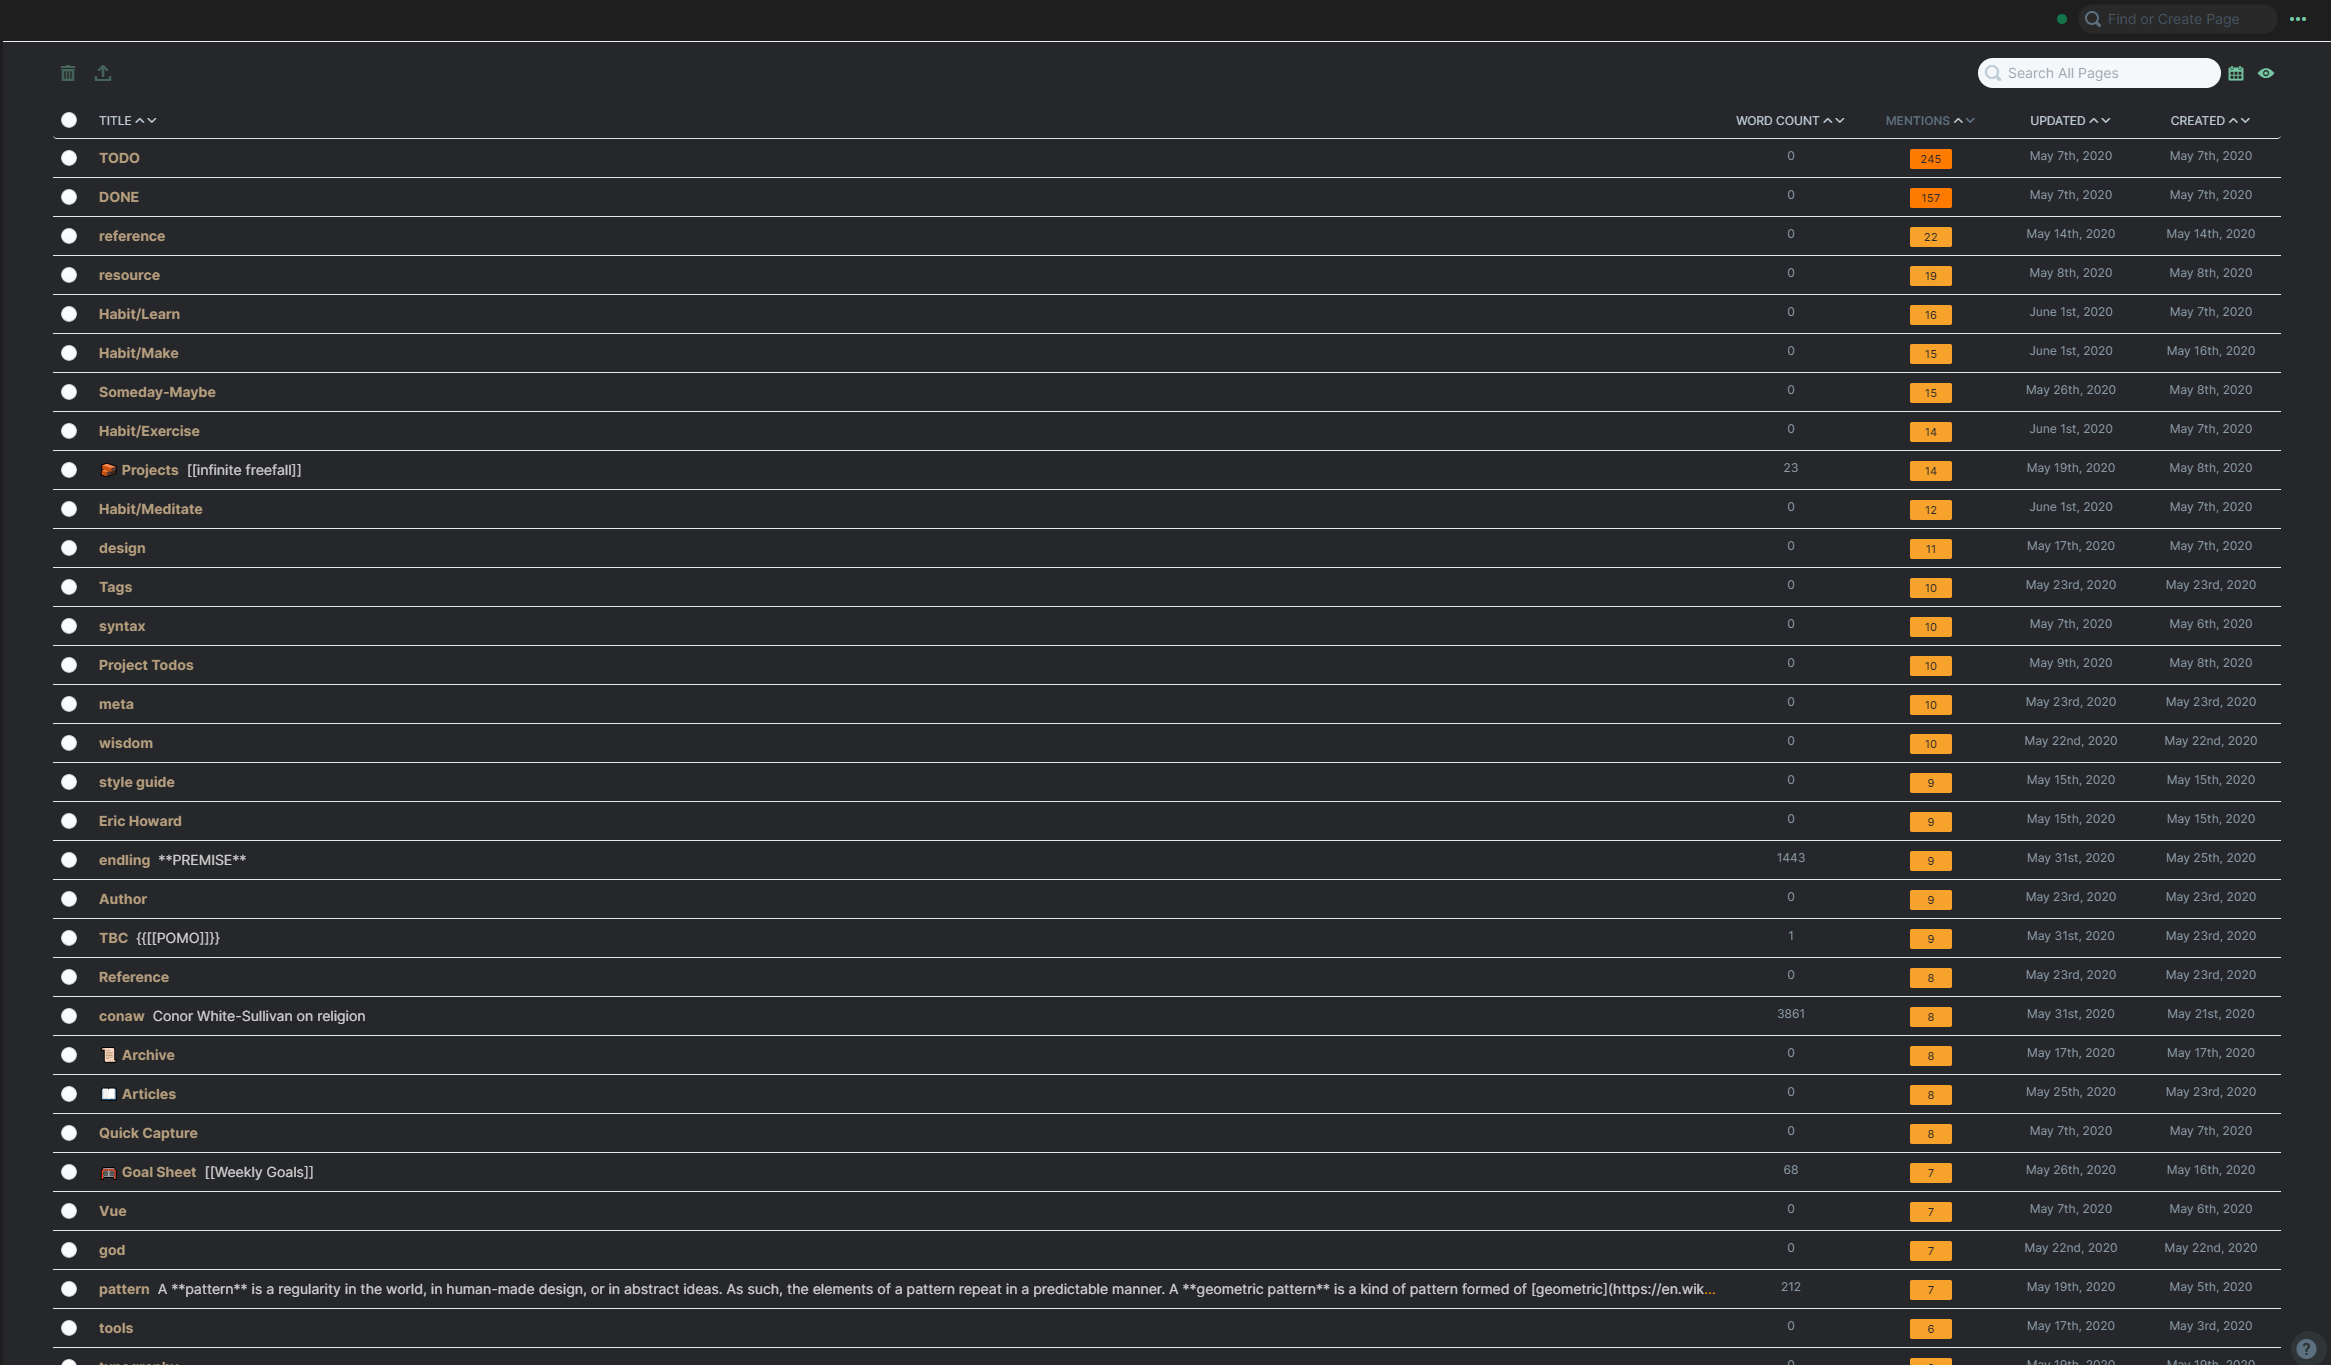 Find or Create Page
Search All Pages
TITLE WORD COUNT MENTIONS UPDATED CREATED
TODO 0 245 May 7th, 2020 May 7th, 2020
DONE 0 157 May 7th, 2020 May 7th, 2020
reference 0 22 May 14th, 2020 May 14th, 2020
resource 0 19 May 8th, 2020 May 8th, 2020
Habit/Learn 0 16 June 1st, 2020 May 7th, 2020
Habit/Make 0 15 June 1st, 2020 May 16th, 2020
Someday-Maybe 0 15 May 26th, 2020 May 8th, 2020
Habit/Exercise 0 14 June 1st, 2020 May 7th, 2020
Projects [[infinite freefall]] 23 14 May 19th, 2020 May 8th, 2020
Habit/Meditate 0 12 June 1st, 2020 May 7th, 2020
design 0 11 May 17th, 2020 May 7th, 2020
Tags 0 10 May 23rd, 2020 May 23rd, 2020
syntax 0 10 May 7th, 2020 May 6th, 2020
Project Todos 0 10 May 9th, 2020 May 8th, 2020
meta 0 10 May 23rd, 2020 May 23rd, 2020
wisdom 0 10 May 22nd, 2020 May 22nd, 2020
style guide 0 9 May 15th, 2020 May 15th, 2020
Eric Howard 0 9 May 15th, 2020 May 15th, 2020
endling **PREMISE** 1443 9 May 31st, 2020 May 25th, 2020
Author 0 9 May 23rd, 2020 May 23rd, 2020
TBC {{[[POMO]]}} 1 9 May 31st, 2020 May 23rd, 2020
Reference 0 8 May 23rd, 2020 May 23rd, 2020
conaw Conor White-Sullivan on religion 3861 8 May 31st, 2020 May 21st, 2020
Archive 0 8 May 17th, 2020 May 17th, 2020
Articles 0 8 May 25th, 2020 May 23rd, 2020
Quick Capture 0 8 May 7th, 2020 May 7th, 2020
Goal Sheet [[Weekly Goals]] 68 7 May 26th, 2020 May 16th, 2020
Vue 0 7 May 7th, 2020 May 6th, 2020
god 0 7 May 22nd, 2020 May 22nd, 2020
pattern A **pattern** is a regularity in the world, in human-made design, or in abstract ideas. As such, the elements of a pattern repeat in a predictable manner. A **geometric pattern** is a kind of pattern formed of [geometric](https://en.wik... 212 7 May 19th, 2020 May 5th, 2020
tools 0 6 May 17th, 2020 May 3rd, 2020
?